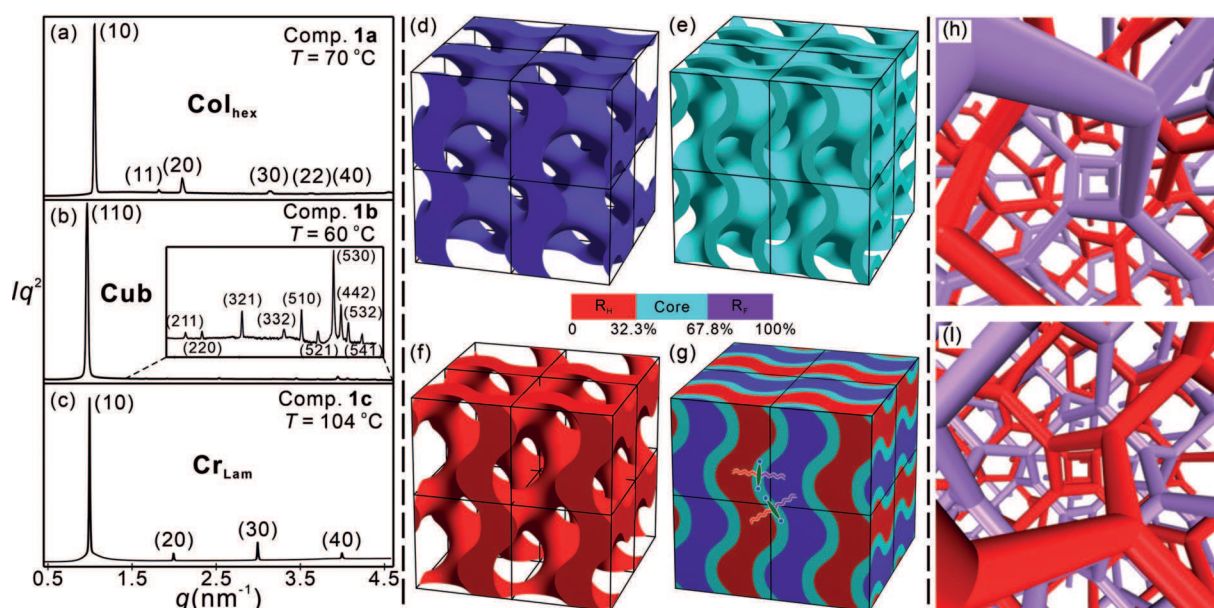 (a)
(10)
Comp. 1a
T = 70 °C
Col_hex
(11)
(20)
(30)
(22)
(40)
(b)
(110)
Comp. 1b
T = 60 °C
Cub
(530)
(321)
(510)
(442)
(211)
(332)
(532)
(220)
(521)
(541)
(c)
(10)
Comp. 1c
T = 104 °C
Cr_Lam
(20)
(30)
(40)
Iq²
0.5
1.5
2.5
3.5
4.5
q(nm⁻¹)
(d)
(e)
R_H
Core
R_F
0
32.3%
67.8%
100%
(f)
(g)
(h)
(l)